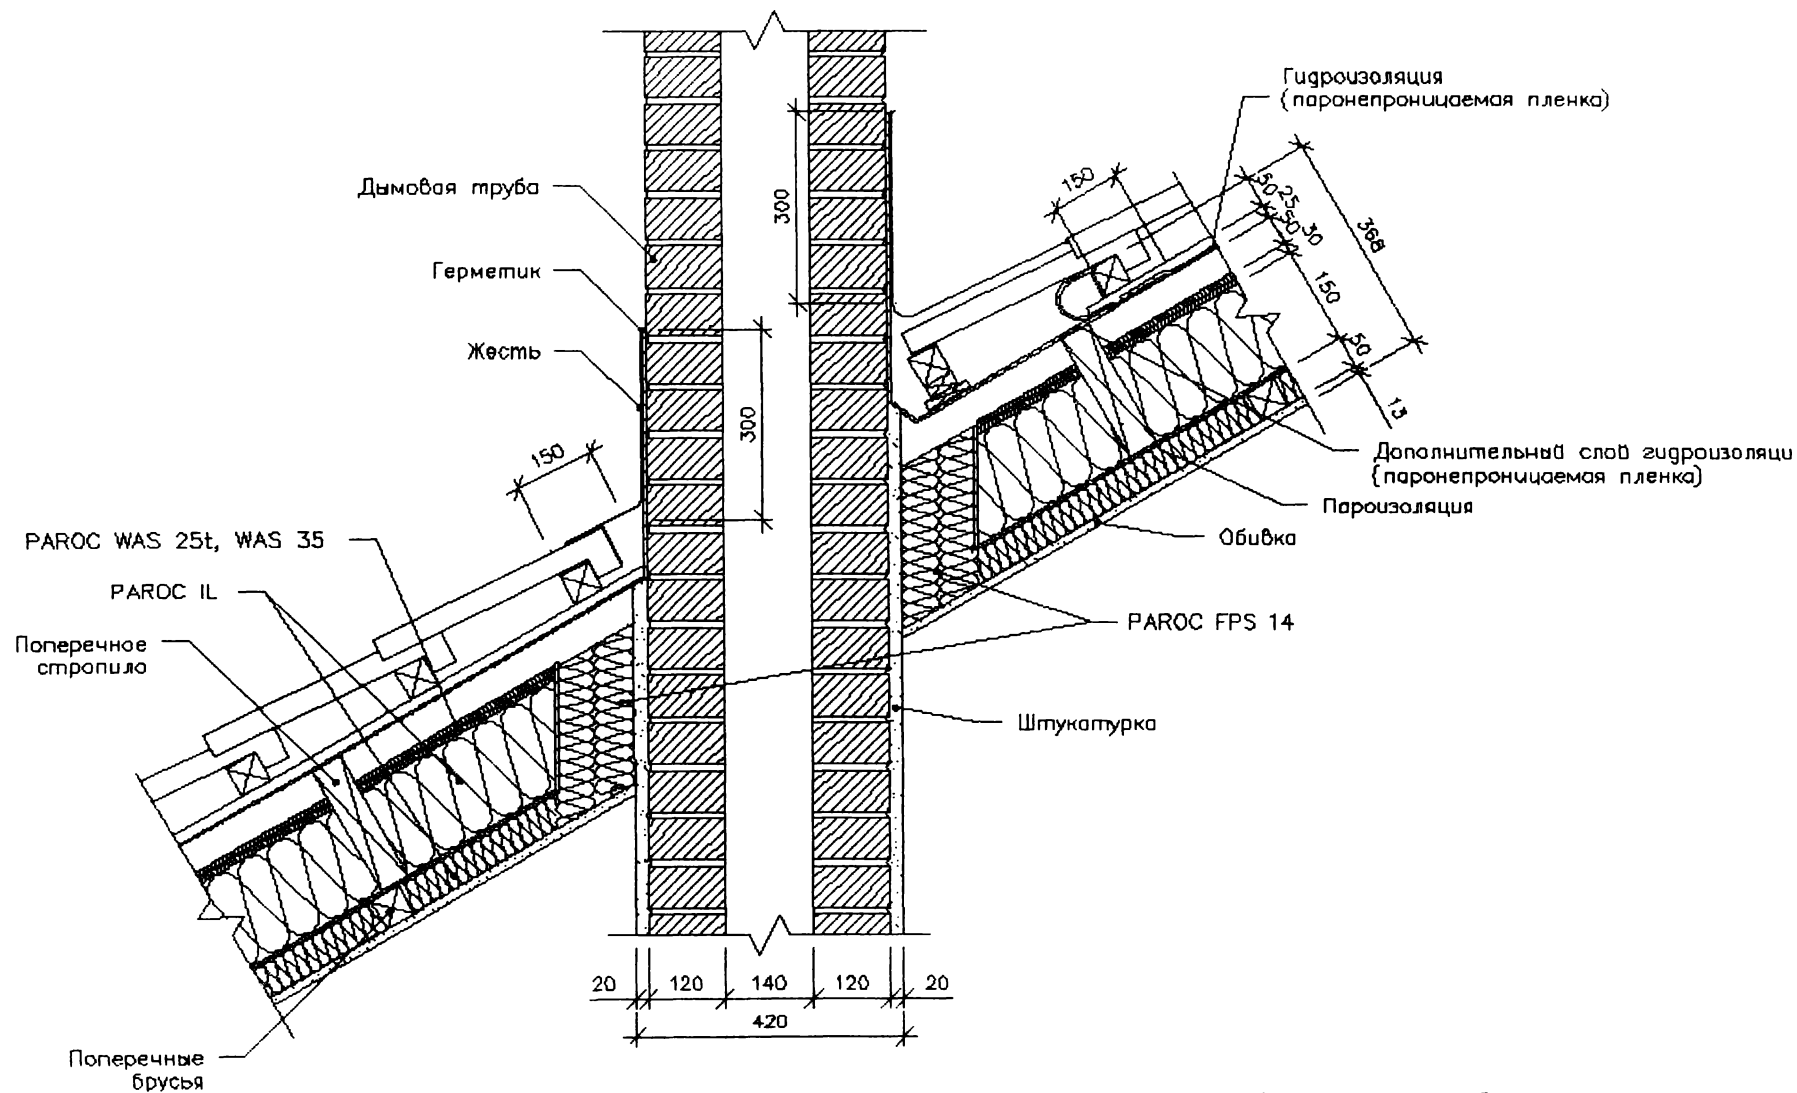 Гидроизоляция
(паронепроницаемая пленка)
Дымовая труба
Герметик
Жесть
150
300
300
150
50
25
50
30
368
150
50
13
PAROC WAS 25t, WAS 35
PAROC IL
Поперечное
стропило
Дополнительный слой гидроизоляци
(паронепроницаемая пленка)
Пароизоляция
Обивка
PAROC FPS 14
Штукатурка
20 120 140 120 20
420
Поперечные
брусья